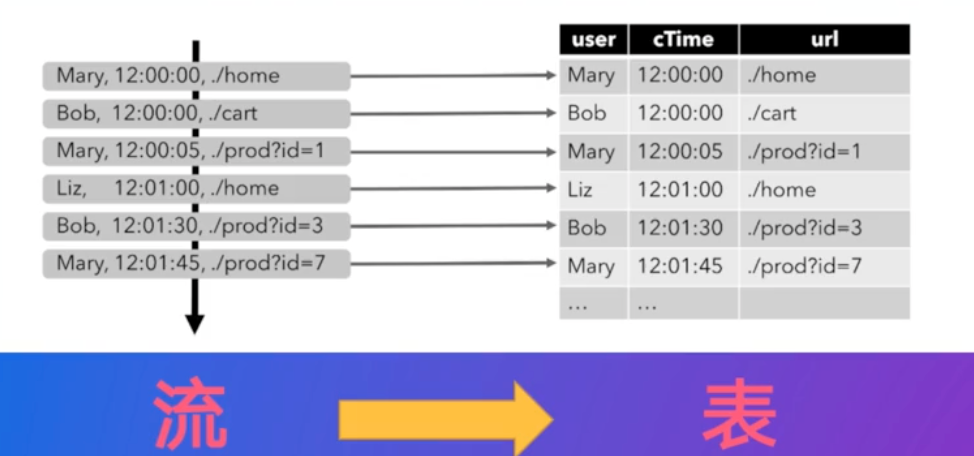 user cTime url
Mary, 12:00:00, ./home Mary 12:00:00 ./home
Bob, 12:00:00, ./cart Bob 12:00:00 ./cart
Mary, 12:00:05, ./prod?id=1 Mary 12:00:05 ./prod?id=1
Liz, 12:01:00, ./home Liz 12:01:00 ./home
Bob, 12:01:30, ./prod?id=3 Bob 12:01:30 ./prod?id=3
Mary, 12:01:45, ./prod?id=7 Mary 12:01:45 ./prod?id=7
… …
流 表